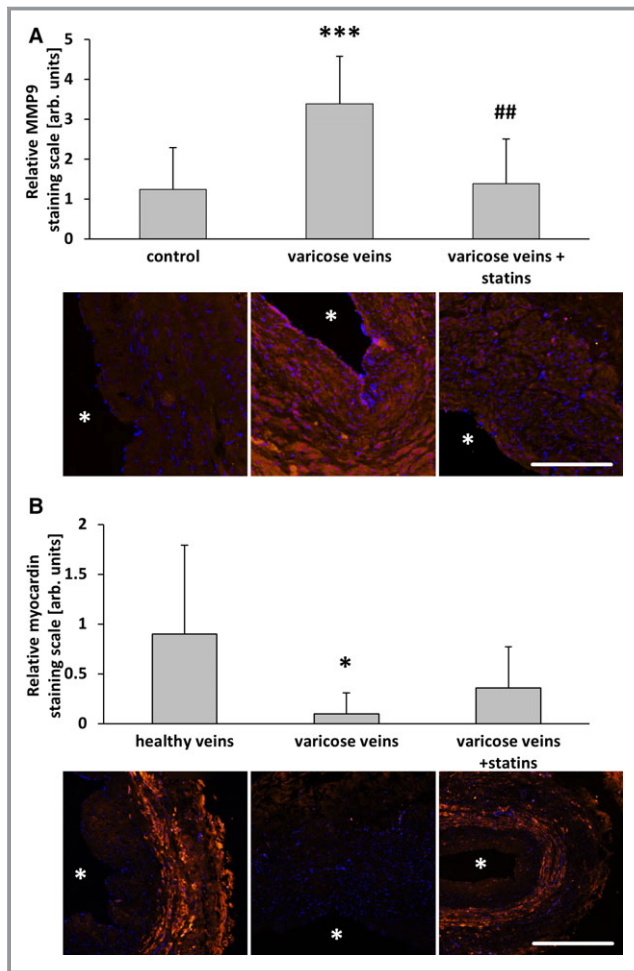 A
***
5
4
3
2
1
0
Relative MMP9
staining scale [arb. units]
##
control
varicose veins
varicose veins +
statins
*
*
*
B
2
1.5
1
0.5
0
Relative myocardin
staining scale [arb. units]
*
healthy veins
varicose veins
varicose veins
+statins
*
*
*